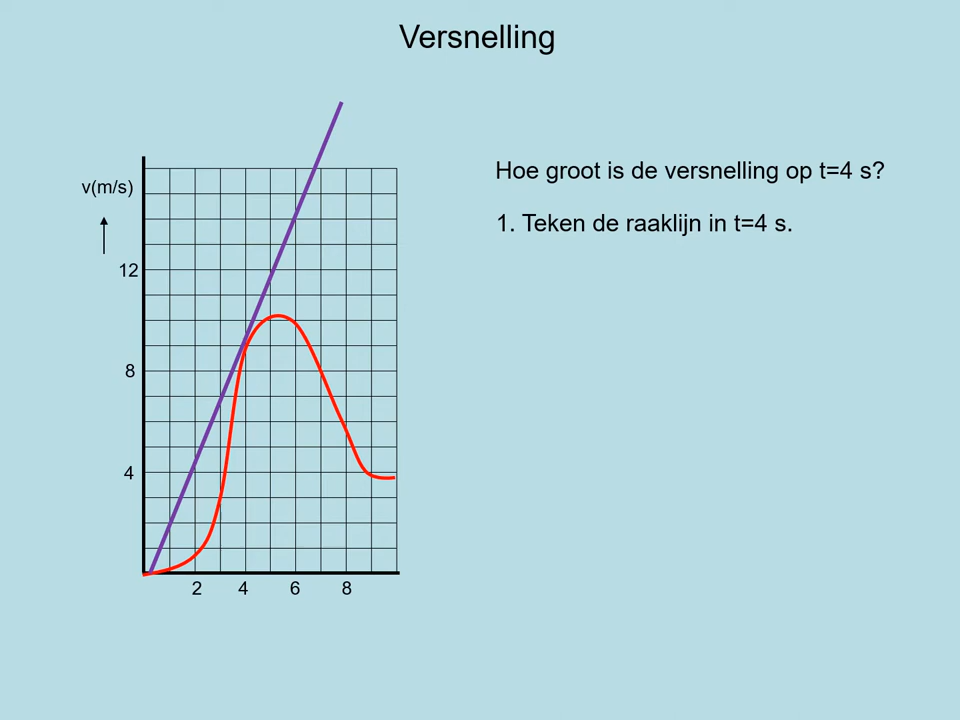 Versnelling
Hoe groot is de versnelling op t=4 s?
v(m/s)
1. Teken de raaklijn in t=4 s.
12
8
4
2 4 6 8